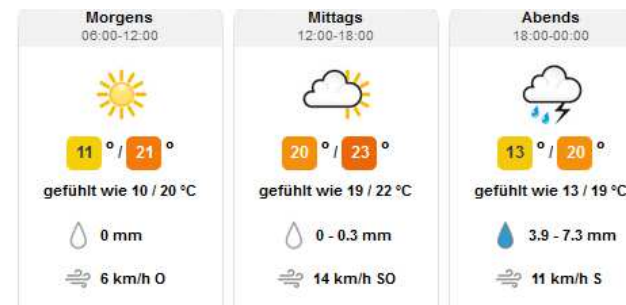 Morgens
06:00-12:00
11 °/ 21 °
gefühlt wie 10 / 20 °C
0 mm
6 km/h O
Mittags
12:00-18:00
20 °/ 23 °
gefühlt wie 19 / 22 °C
0 - 0.3 mm
14 km/h SO
Abends
18:00-00:00
13 °/ 20 °
gefühlt wie 13 / 19 °C
3.9 - 7.3 mm
11 km/h S